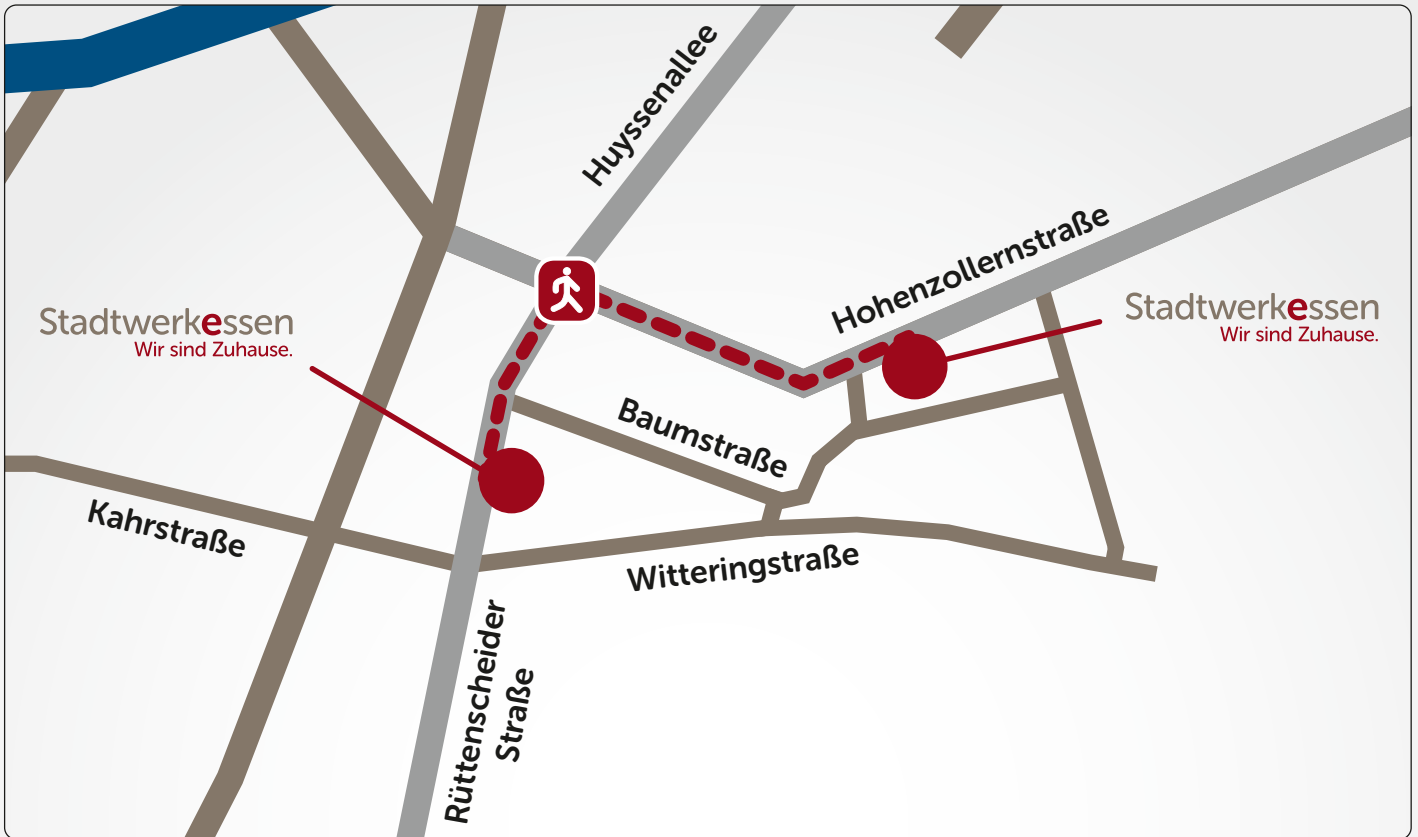 Huyssenallee
Hohenzollernstraße
Stadtwerkessen
Wir sind Zuhause.
Stadtwerkessen
Wir sind Zuhause.
Baumstraße
Kahrstraße
Witteringstraße
Rüttenscheider
Straße